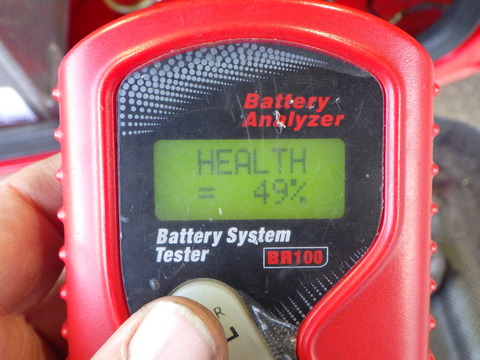 Battery
Analyzer
HEALTH
= 49%
Battery System
Tester
BR100